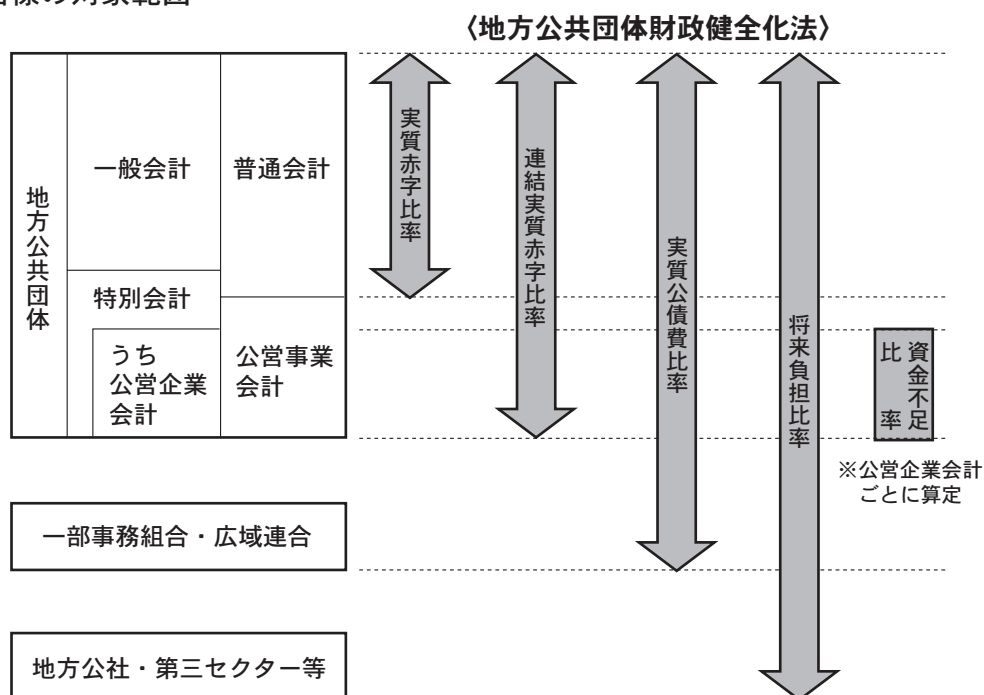 の対象範囲
〈地方公共団体財政健全化法〉
地方公共団体
一般会計
普通会計
特別会計
うち
公営企業
会計
公営事業
会計
実質赤字比率
連結実質赤字比率
実質公債費比率
将来負担比率
資金不足
比率
※公営企業会計
ごとに算定
一部事務組合・広域連合
地方公社・第三セクター等